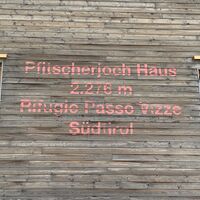 Pfitscherjoch Haus
2.276 m
Rifugio Passo Vizze
Südtirol